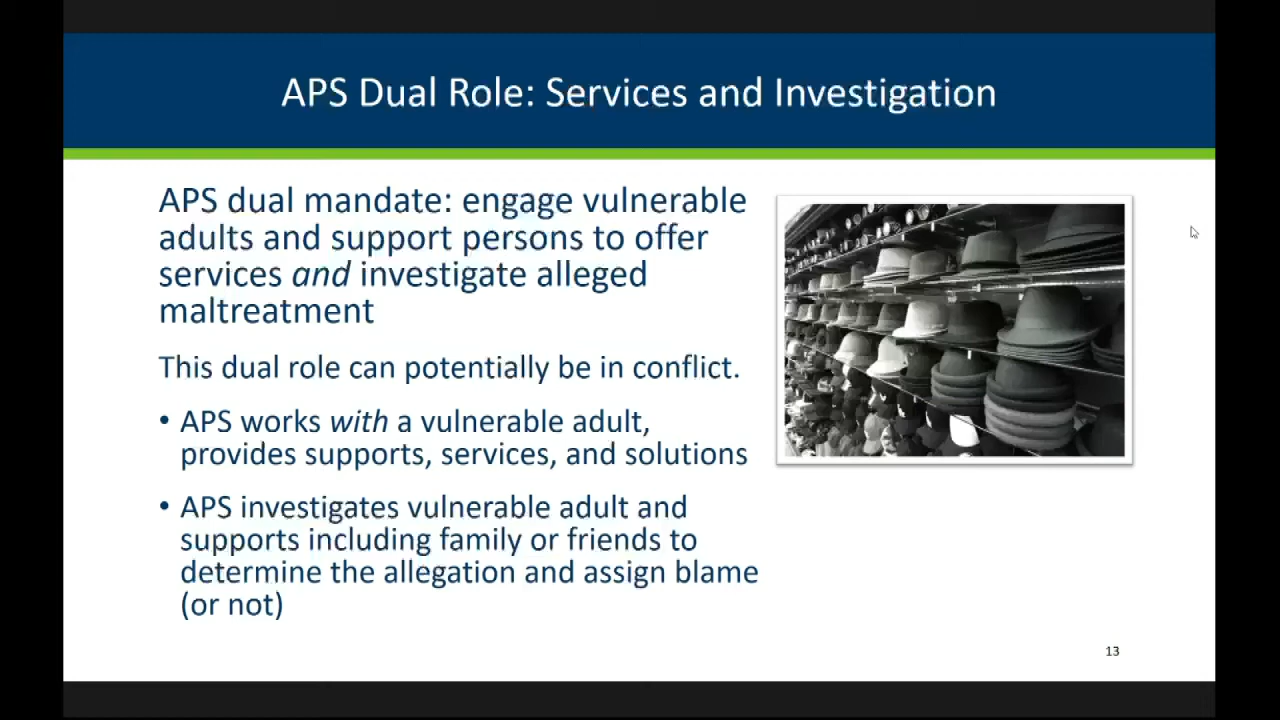 APS Dual Role: Services and Investigation
APS dual mandate: engage vulnerable
adults and support persons to offer
services and investigate alleged
maltreatment
This dual role can potentially be in conflict.
• APS works with a vulnerable adult,
provides supports, services, and solutions
• APS investigates vulnerable adult and
supports including family or friends to
determine the allegation and assign blame
(or not)
13